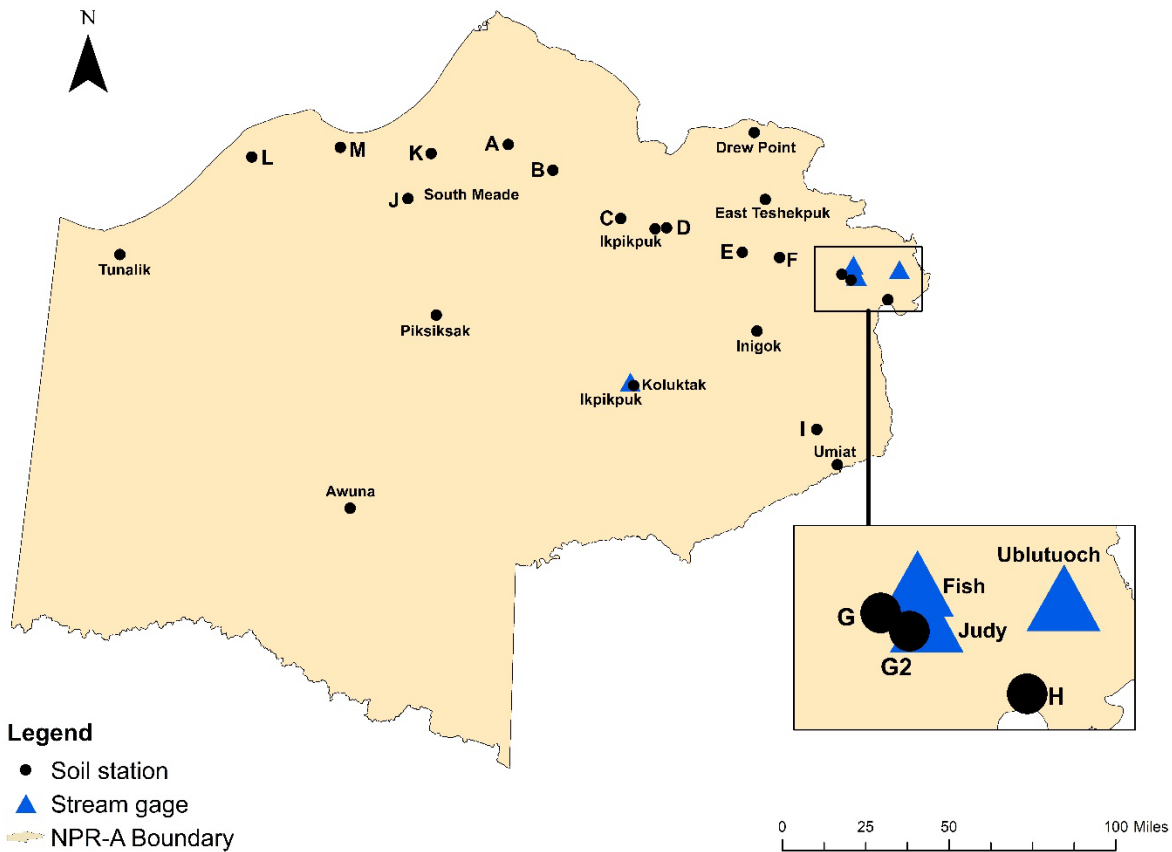 N
Drew Point
A
L
M
K
B
J
South Meade
East Teshekpuk
C
D
Ikpikpuk
E
F
Tunalik
Piksiksak
Inigok
Koluktak
Ikpikpuk
I
Umiat
Awuna
Ublutuoch
Fish
G
Judy
G2
H
Legend
Soil station
Stream gage
NPR-A Boundary
0 25 50 100 Miles